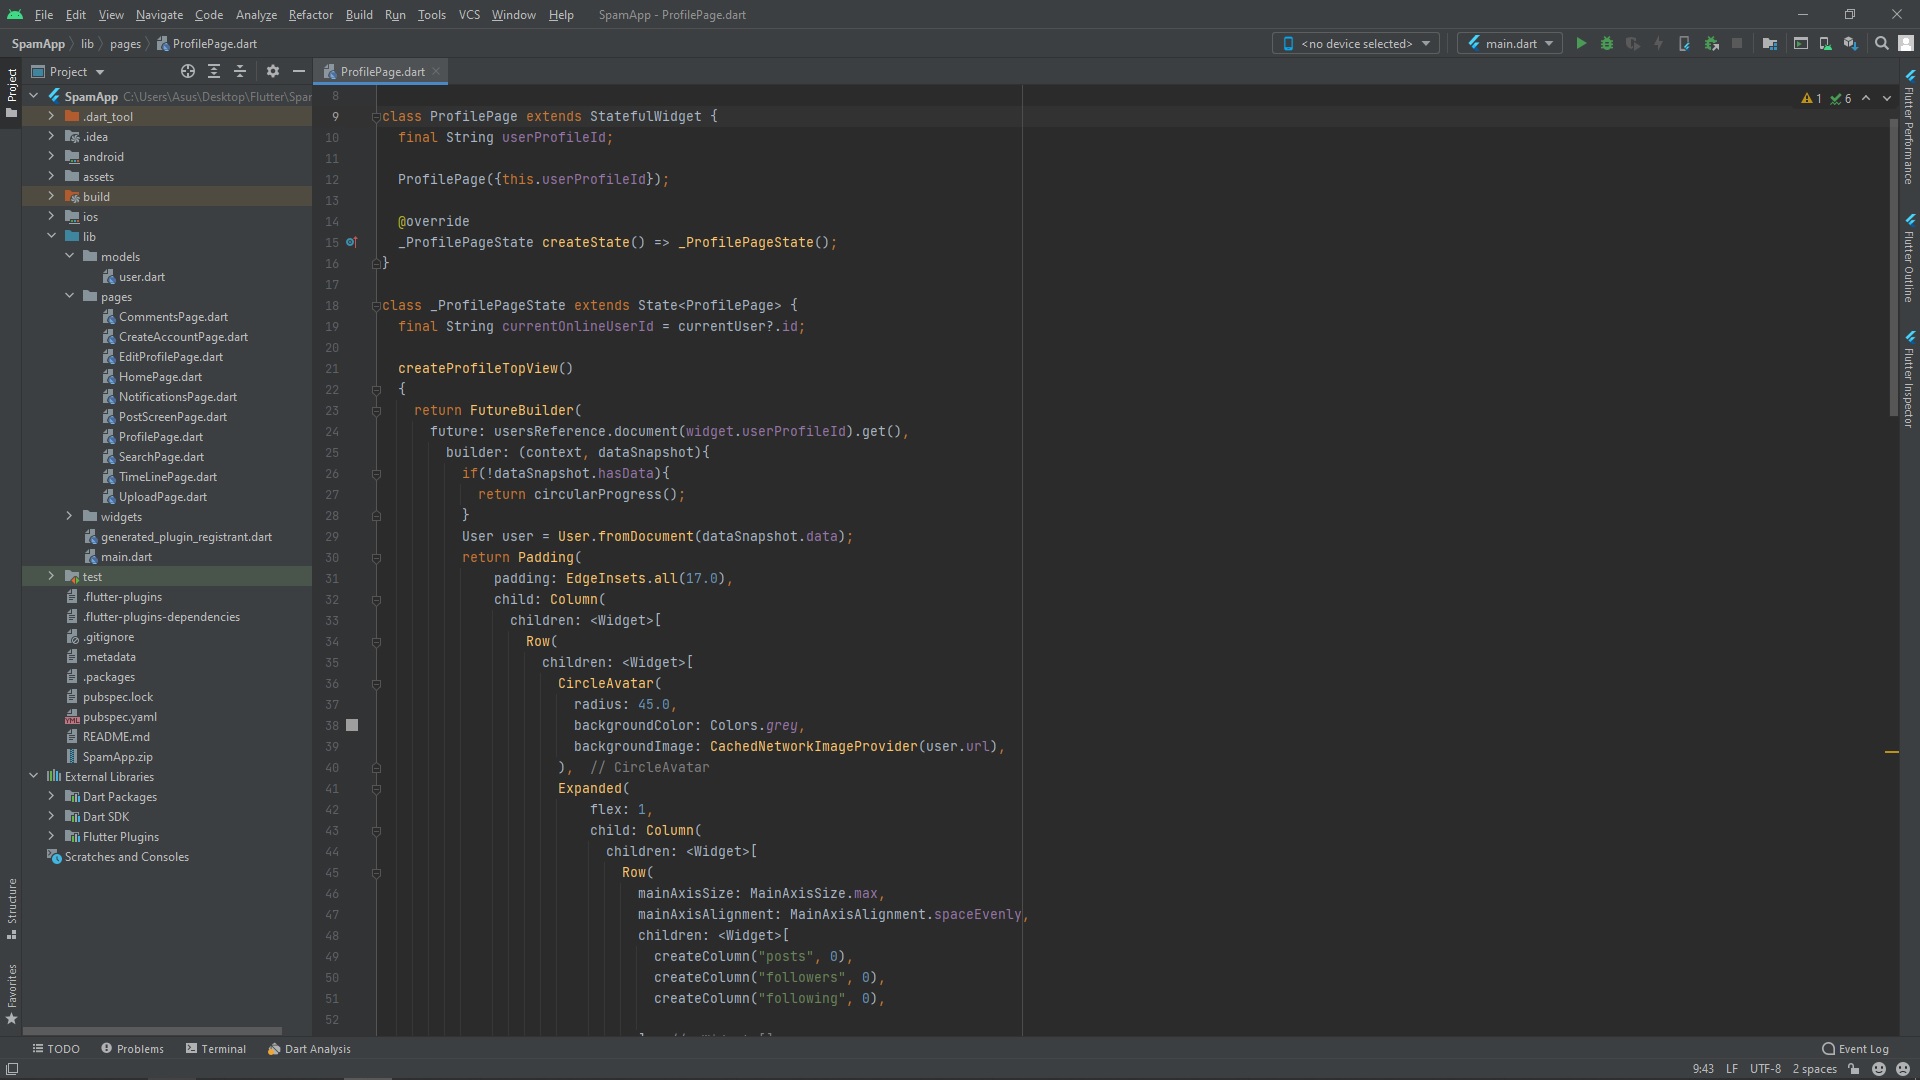 File Edit View Navigate Code Analyze Refactor Build Run Tools VCS Window Help SpamApp - ProfilePage.dart
SpamApp lib pages ProfilePage.dart <no device selected> main.dart
Project
ProfilePage.dart
SpamApp C:\Users\Asus\Desktop\Flutter\Spar
.dart_tool
.idea
android
assets
build
ios
lib
models
user.dart
pages
CommentsPage.dart
CreateAccountPage.dart
EditProfilePage.dart
HomePage.dart
NotificationsPage.dart
PostScreenPage.dart
ProfilePage.dart
SearchPage.dart
TimeLinePage.dart
UploadPage.dart
widgets
generated_plugin_registrant.dart
main.dart
test
.flutter-plugins
.flutter-plugins-dependencies
.gitignore
.metadata
.packages
pubspec.lock
pubspec.yaml
README.md
SpamApp.zip
External Libraries
Dart Packages
Dart SDK
Flutter Plugins
Scratches and Consoles
Project
Structure
Favorites
8
9 class ProfilePage extends StatefulWidget {
10 final String userProfileId;
11
12 ProfilePage({this.userProfileId});
13
14 @override
15 _ProfilePageState createState() => _ProfilePageState();
16 }
17
18 class _ProfilePageState extends State<ProfilePage> {
19 final String currentOnlineUserId = currentUser?.id;
20
21 createProfileTopView()
22 {
23 return FutureBuilder(
24 future: usersReference.document(widget.userProfileId).get(),
25 builder: (context, dataSnapshot){
26 if(!dataSnapshot.hasData){
27 return circularProgress();
28 }
29 User user = User.fromDocument(dataSnapshot.data);
30 return Padding(
31 padding: EdgeInsets.all(17.0),
32 child: Column(
33 children: <Widget>[
34 Row(
35 children: <Widget>[
36 CircleAvatar(
37 radius: 45.0,
38 backgroundColor: Colors.grey,
39 backgroundImage: CachedNetworkImageProvider(user.url),
40 ), // CircleAvatar
41 Expanded(
42 flex: 1,
43 child: Column(
44 children: <Widget>[
45 Row(
46 mainAxisSize: MainAxisSize.max,
47 mainAxisAlignment: MainAxisAlignment.spaceEvenly,
48 children: <Widget>[
49 createColumn("posts", 0),
50 createColumn("followers", 0),
51 createColumn("following", 0),
52
1 6
Flutter Performance
Flutter Outline
Flutter Inspector
TODO Problems Terminal Dart Analysis Event Log
9:43 LF UTF-8 2 spaces